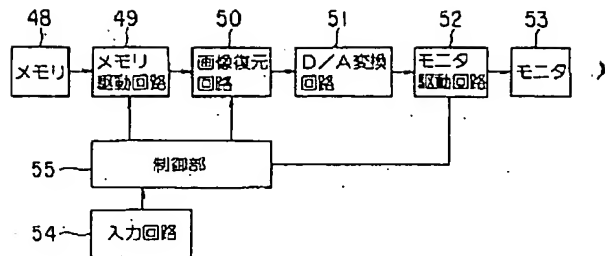 48
49
50
51
52
53
メモリ
メモリ
駆動回路
画像復元
回路
D/A変換
回路
モニタ
駆動回路
モニタ
55
制御部
54
入力回路